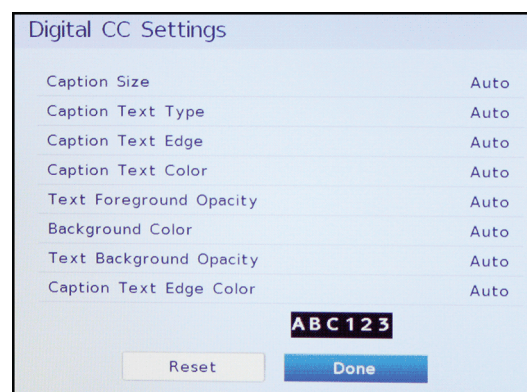 Digital CC Settings
Caption Size Auto
Caption Text Type Auto
Caption Text Edge Auto
Caption Text Color Auto
Text Foreground Opacity Auto
Background Color Auto
Text Background Opacity Auto
Caption Text Edge Color Auto
ABC123
Reset Done